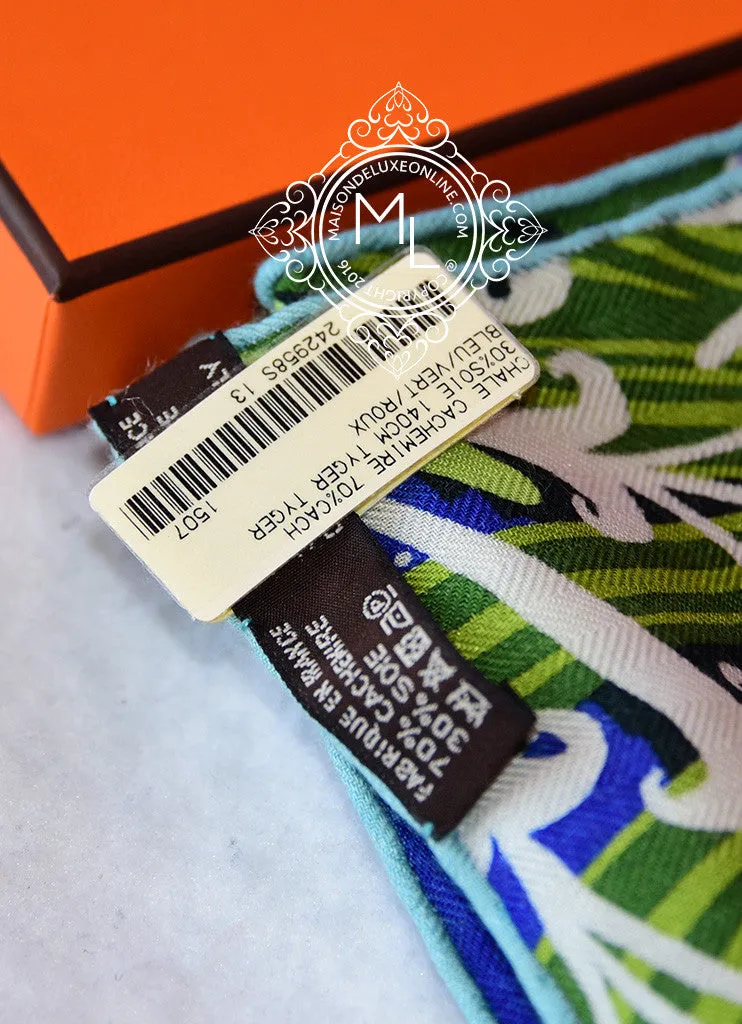 MAISONDELUXEONLINE.COM
ML
COPYRIGHT 2016 ®
242958S 13
1507
CHALE CACHEMIRE 70%CACH
30%SOIE 140CM TYGER TYGER
BLEU/VERT/ROUX
FABRIQUE EN FRANCE
70% CACHEMIRE
30% SOIE